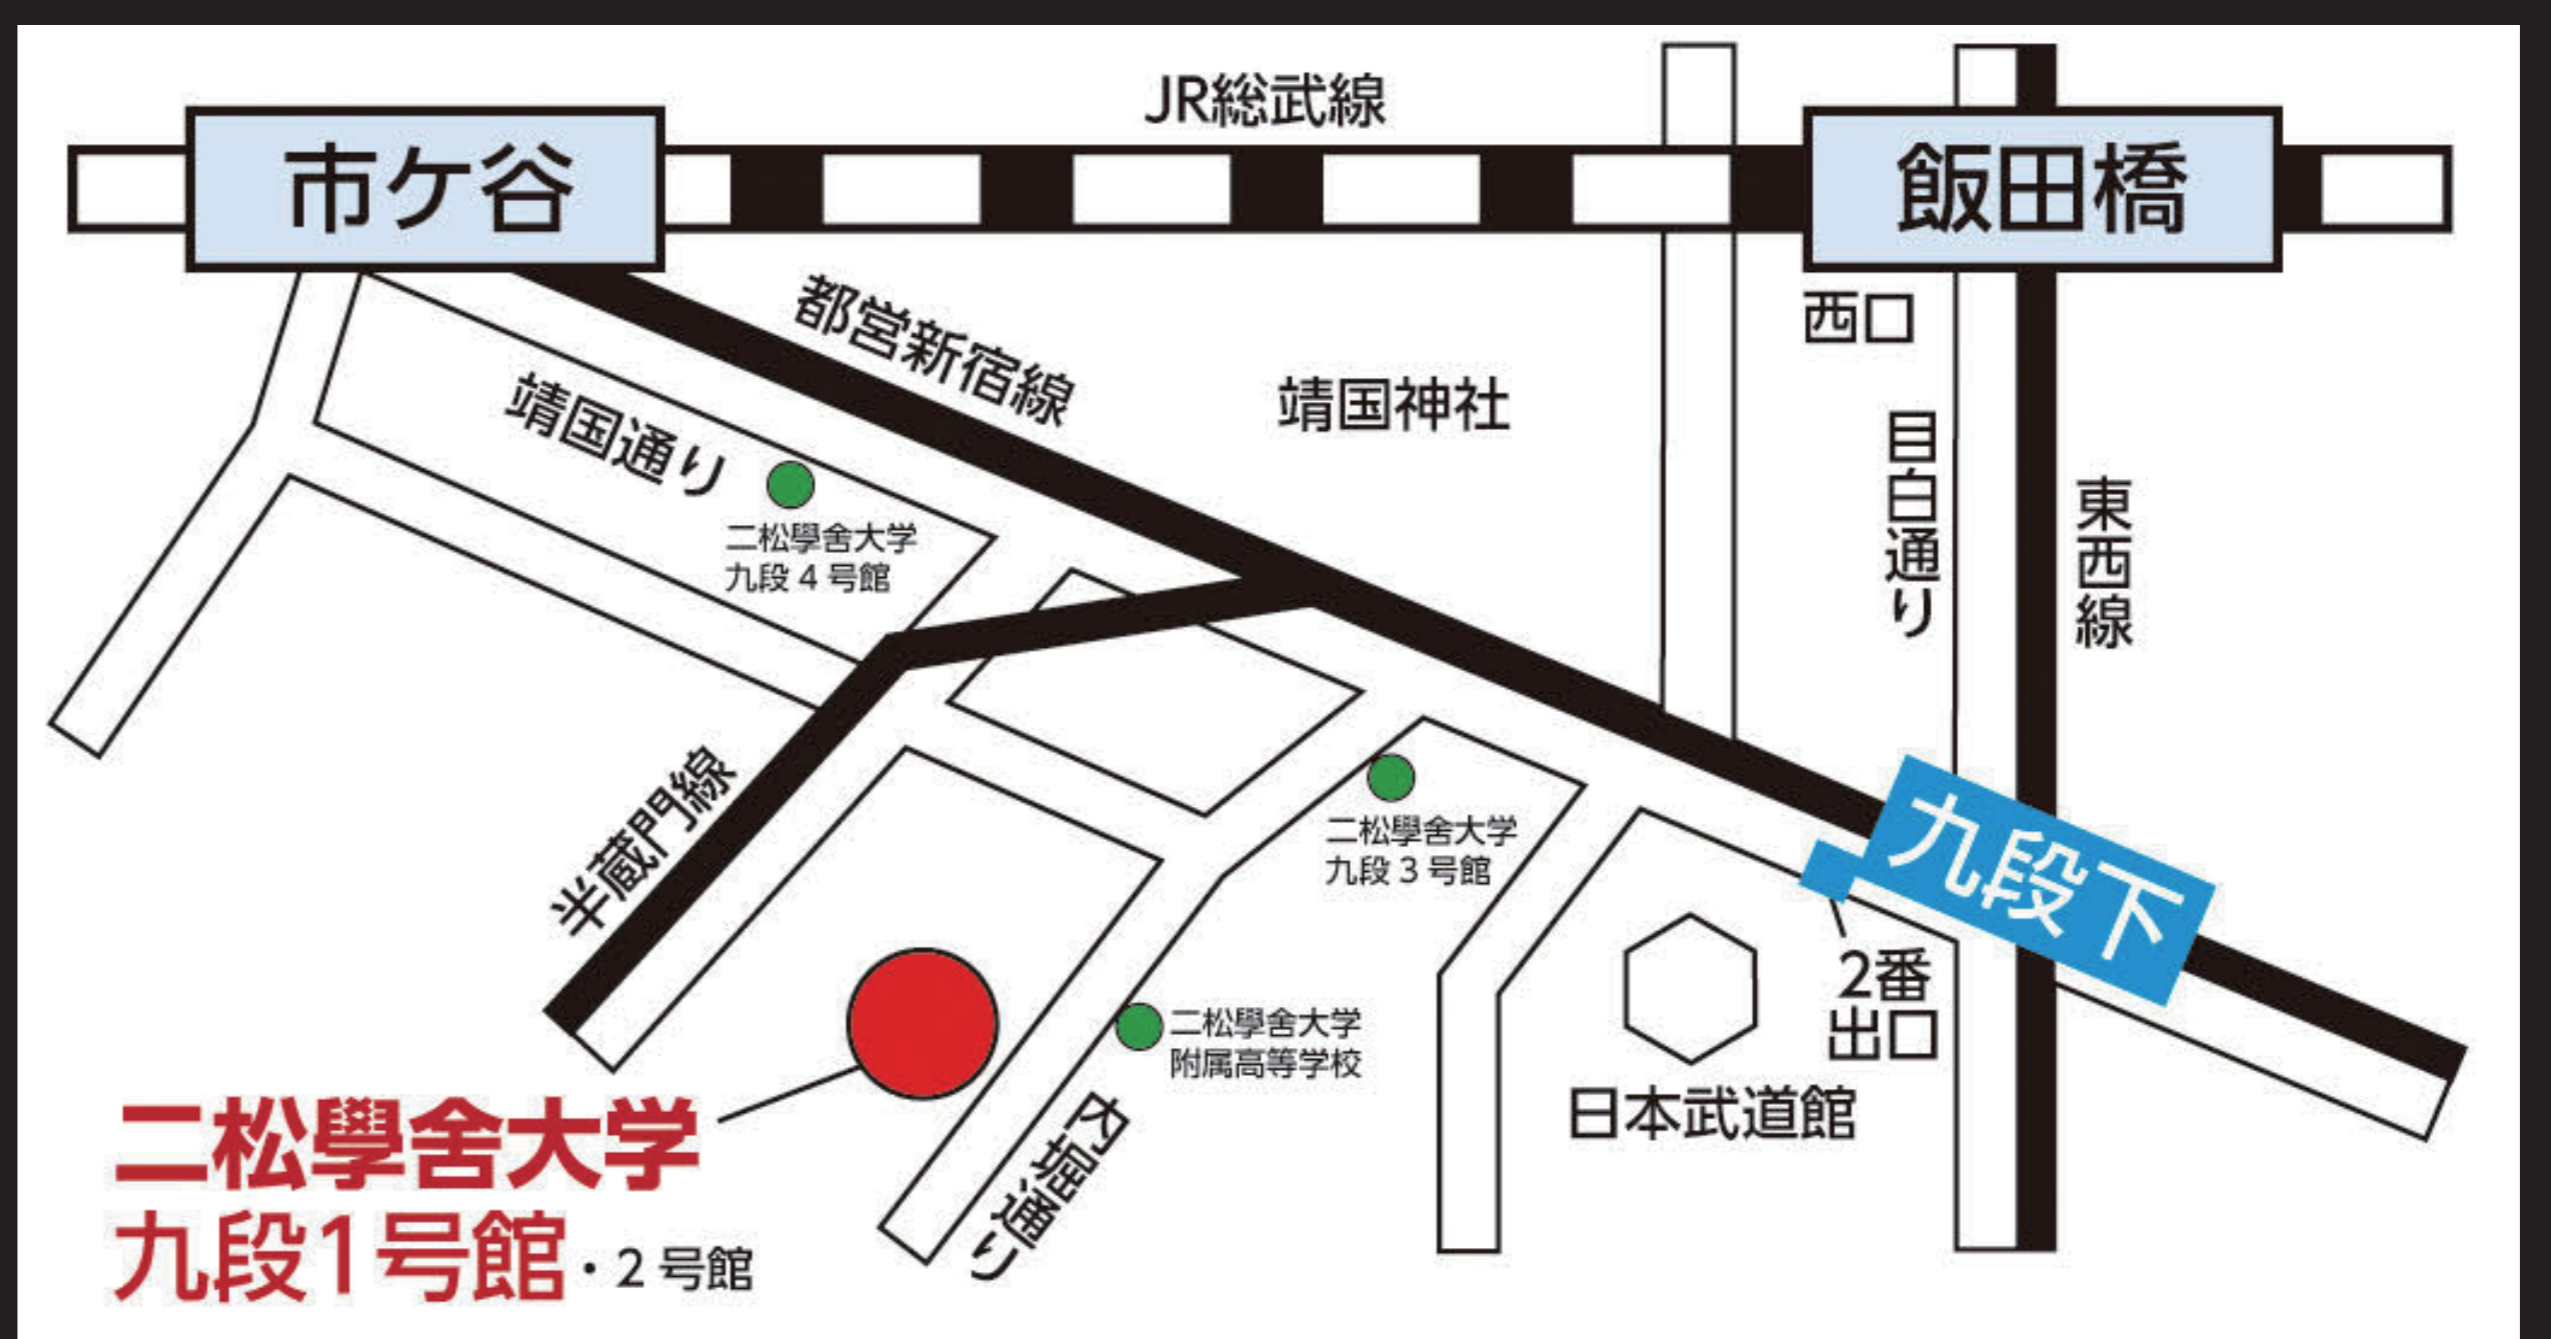 JR総武線
市ケ谷
飯田橋
西口
都営新宿線
靖国通り
靖国神社
目白通り
東西線
二松學舍大学
九段4号館
半蔵門線
二松學舍大学
九段3号館
九段下
2番
出口
二松學舍大学
附属高等学校
日本武道館
内堀通り
二松學舍大学
九段1号館・2号館